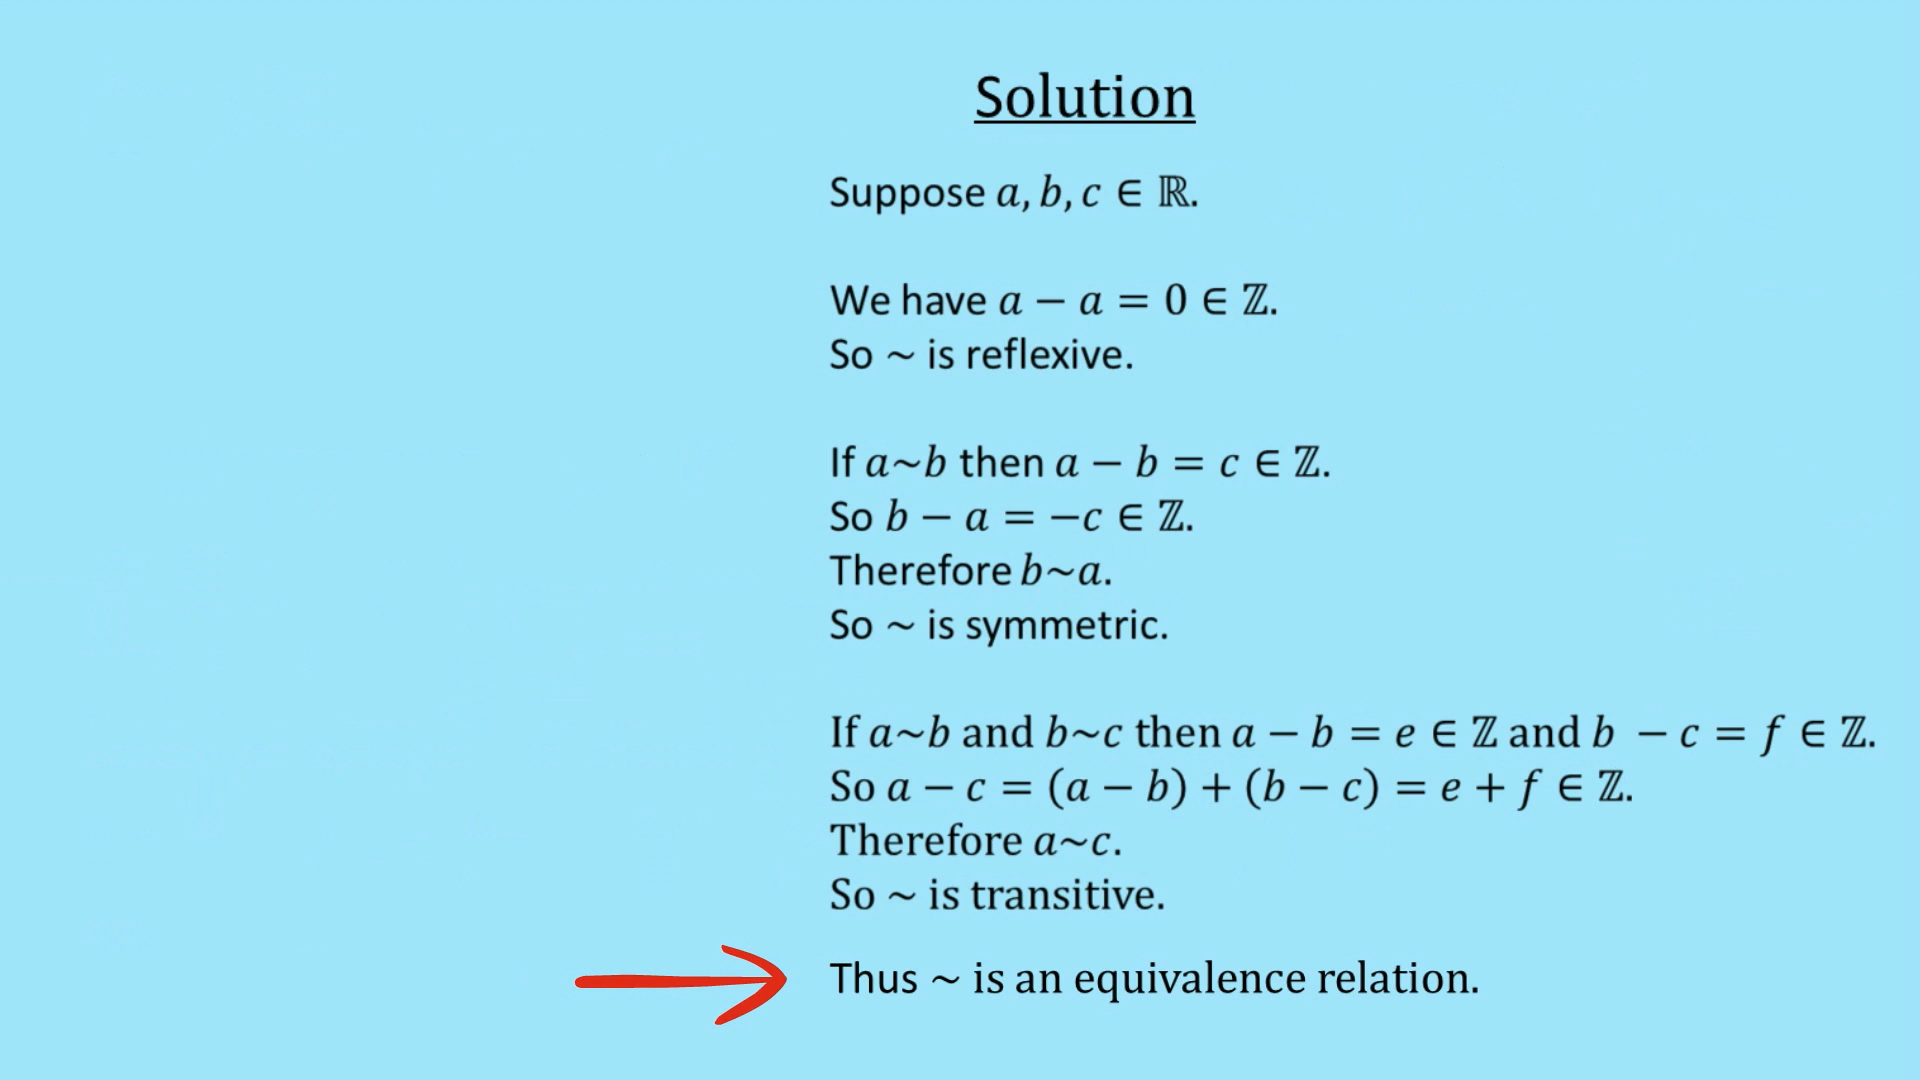 Solution
Suppose a, b, c ∈ ℝ.
We have a − a = 0 ∈ ℤ.
So ~ is reflexive.
If a~b then a − b = c ∈ ℤ.
So b − a = −c ∈ ℤ.
Therefore b~a.
So ~ is symmetric.
If a~b and b~c then a − b = e ∈ ℤ and b − c = f ∈ ℤ.
So a − c = (a − b) + (b − c) = e + f ∈ ℤ.
Therefore a~c.
So ~ is transitive.
Thus ~ is an equivalence relation.